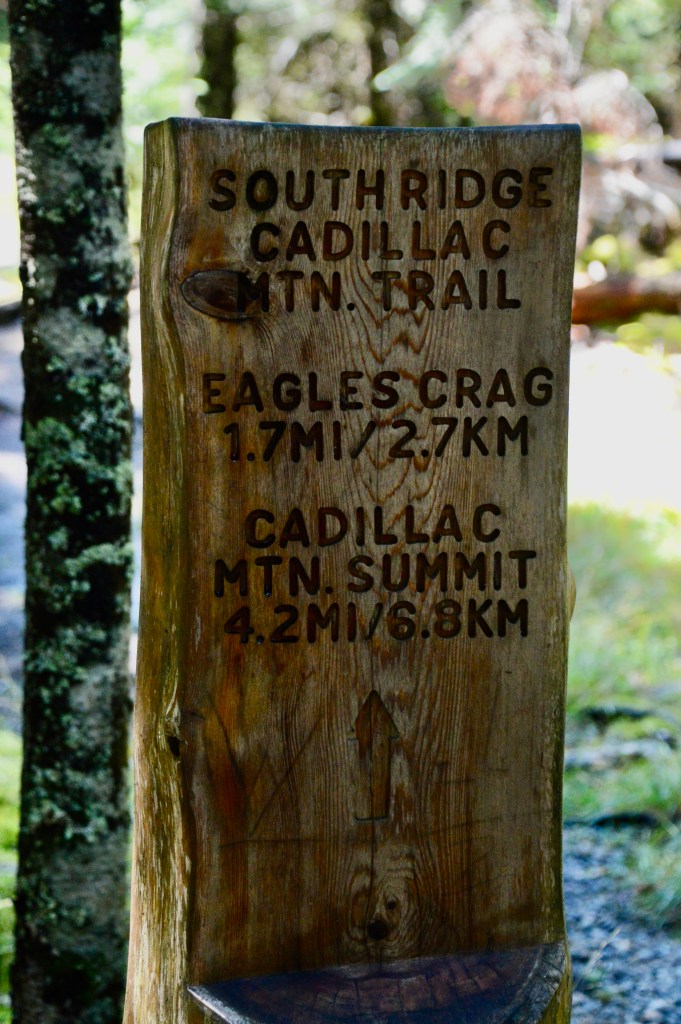 SOUTH RIDGE
CADILLAC
MTN. TRAIL
EAGLES CRAG
1.7MI/2.7KM
CADILLAC
MTN. SUMMIT
4.2MI/6.8KM